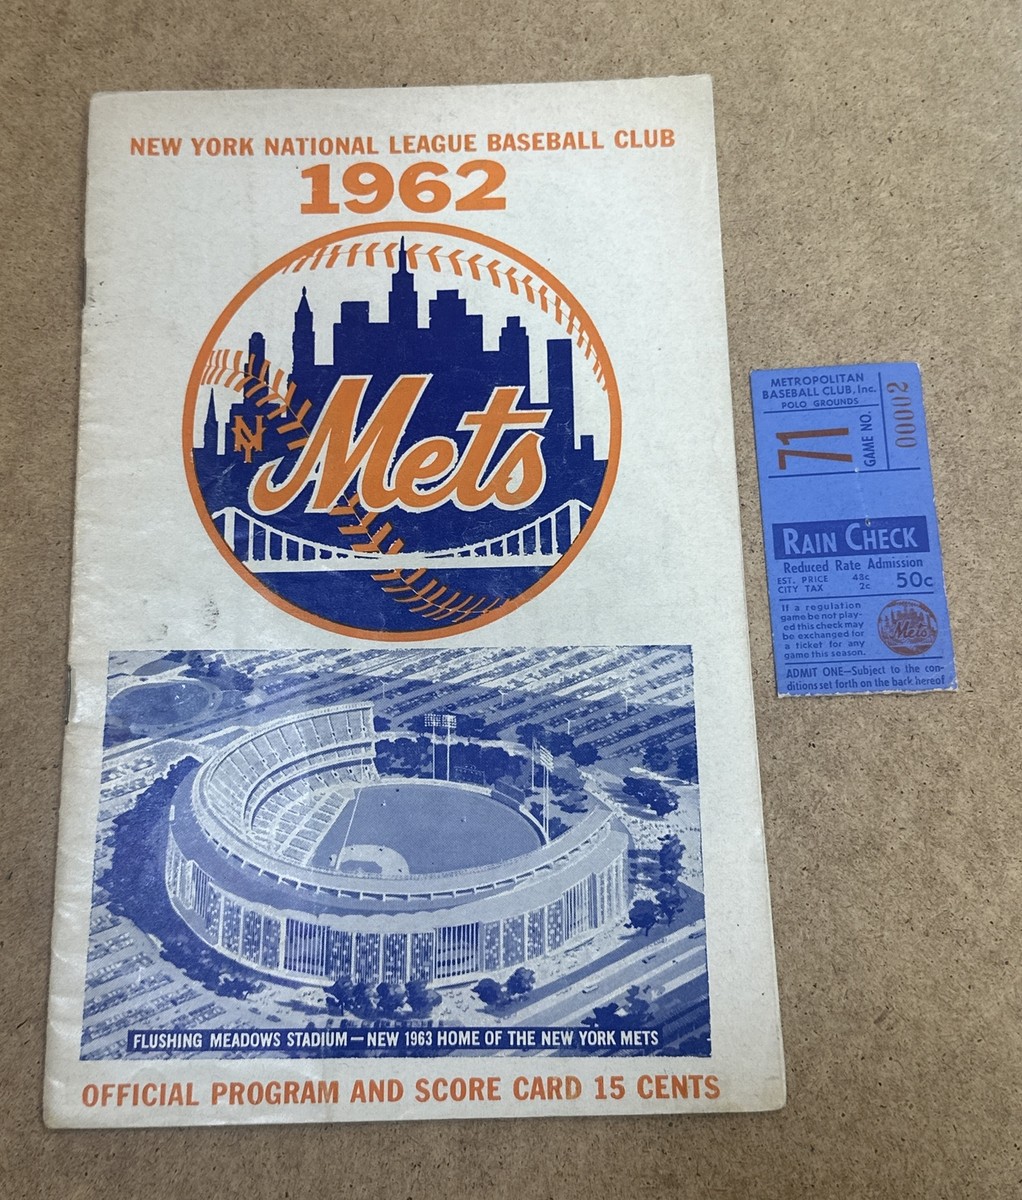 NEW YORK NATIONAL LEAGUE BASEBALL CLUB
1962
NY
Mets
FLUSHING MEADOWS STADIUM — NEW 1963 HOME OF THE NEW YORK METS
OFFICIAL PROGRAM AND SCORE CARD 15 CENTS
METROPOLITAN
BASEBALL CLUB, Inc.
POLO GROUNDS
71
GAME NO.
00002
RAIN CHECK
Reduced Rate Admission
EST. PRICE 48c
CITY TAX 2c
50c
If a regulation
game be not play-
ed this check may
be exchanged for
a ticket for any
game this season.
Mets
ADMIT ONE—Subject to the con-
ditions set forth on the back hereof